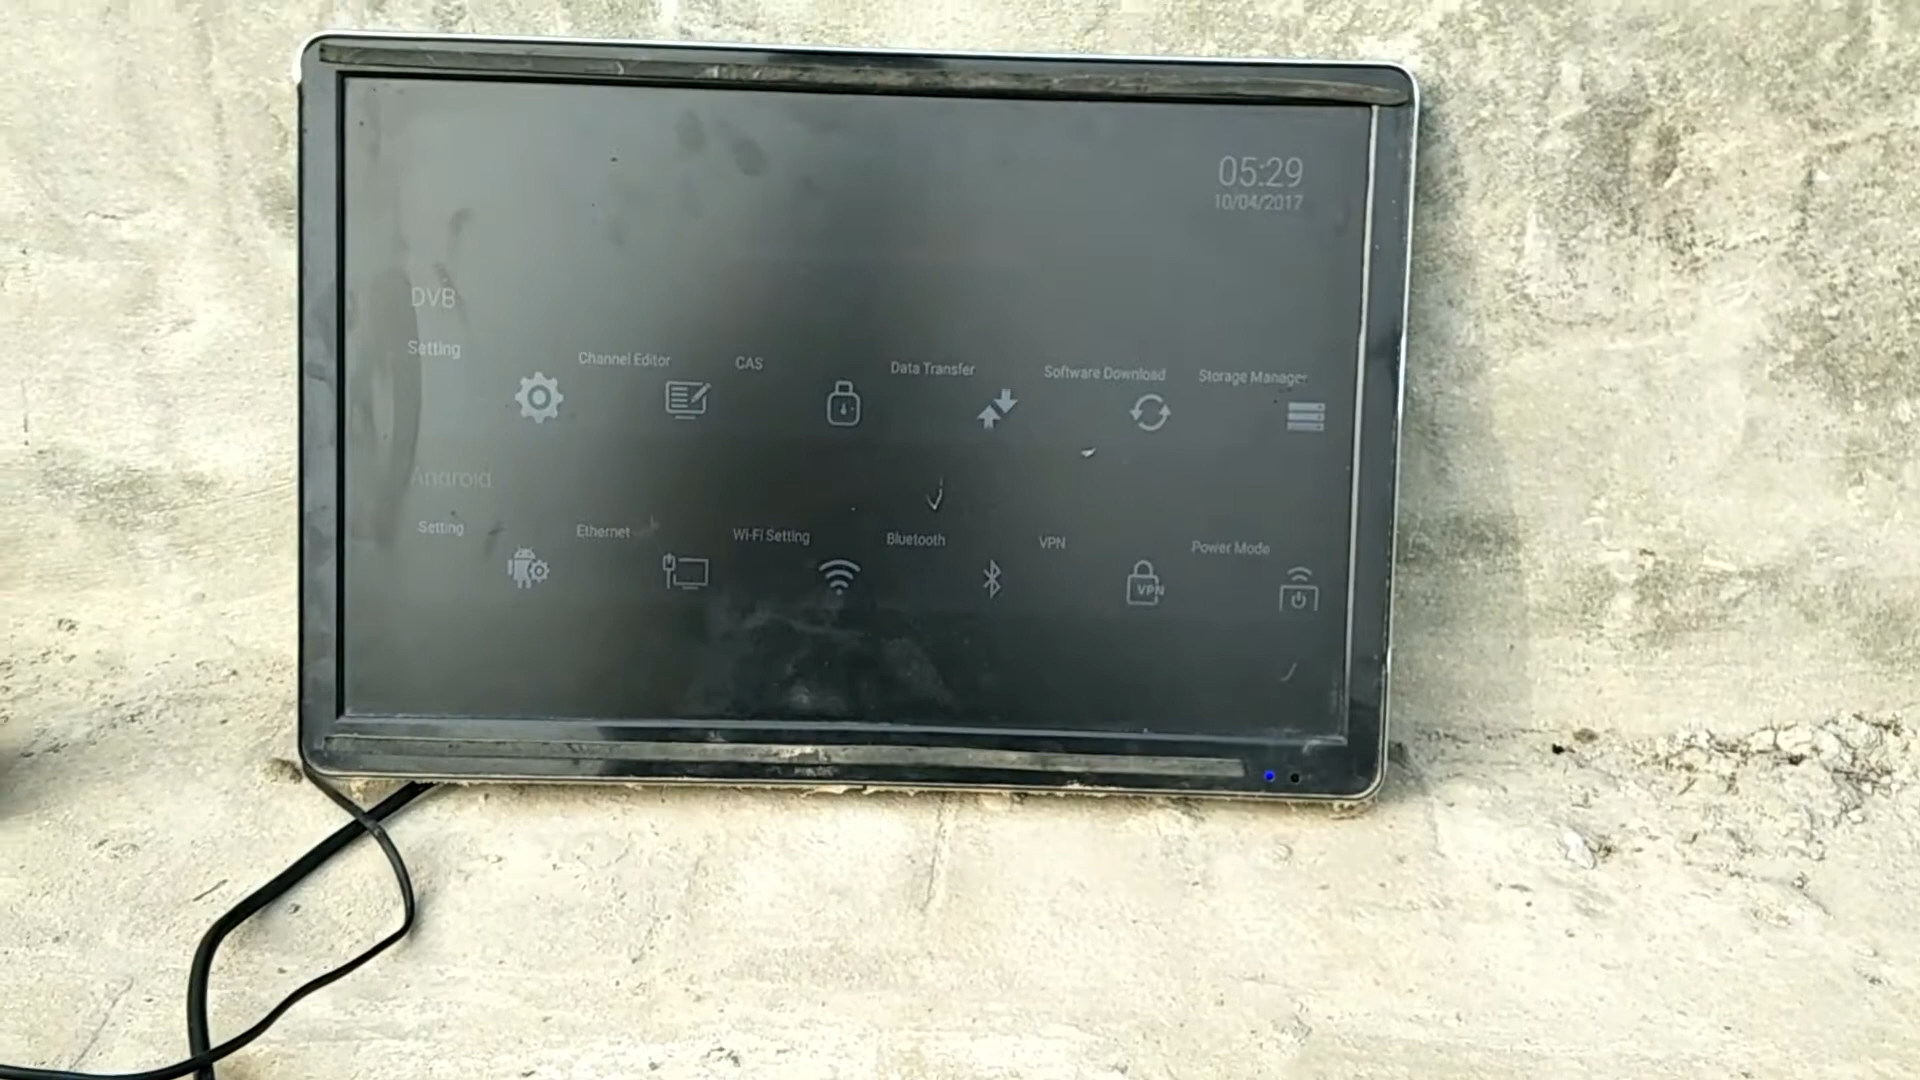 05:29
10/04/2017
DVB
Setting
Channel Editor
CAS
Data Transfer
Software Download
Storage Manager
Android
Setting
Ethernet
Wi-Fi Setting
Bluetooth
VPN
Power Mode
VPN